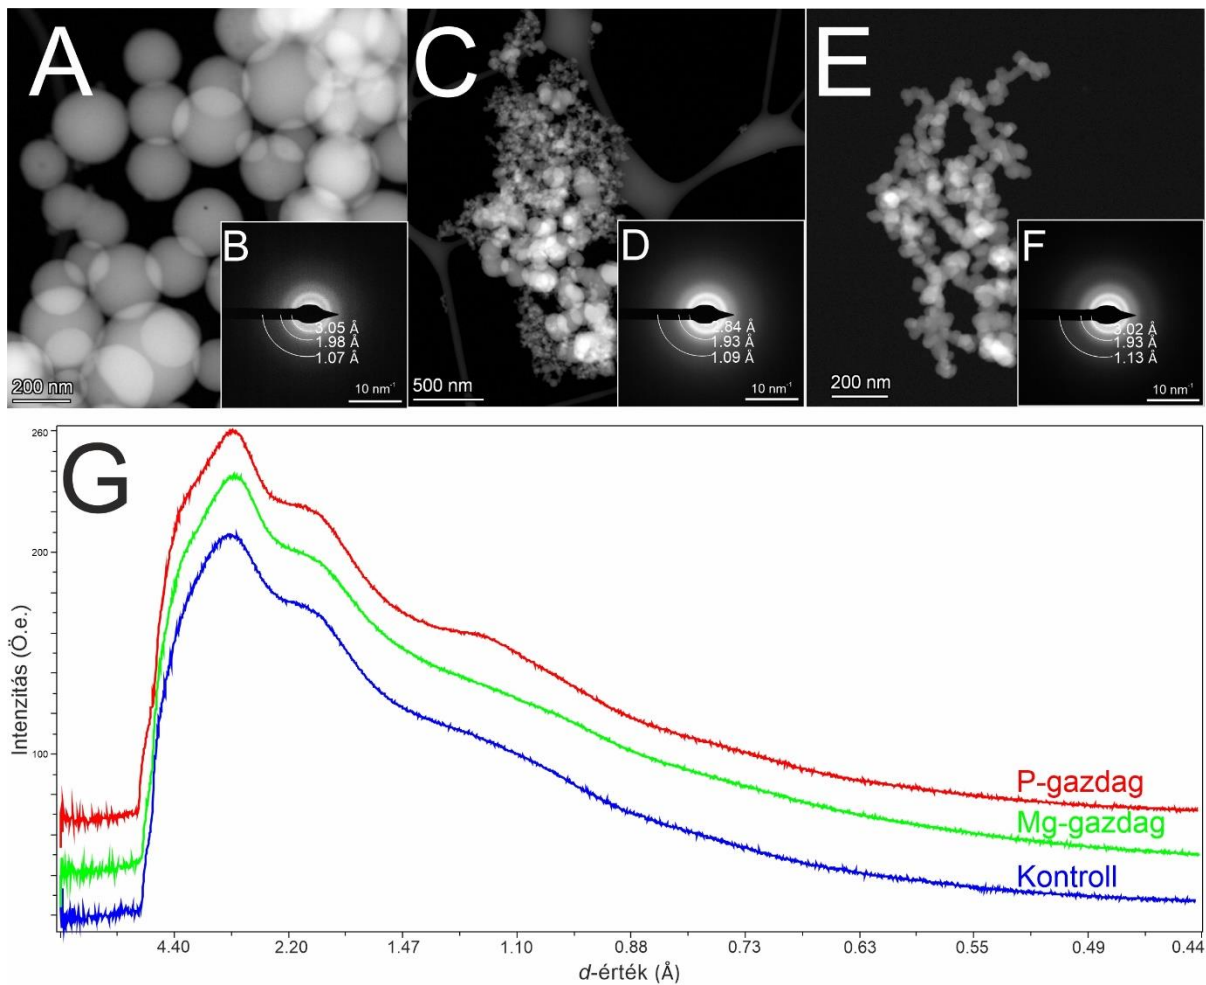 A
200 nm
B
3.05 Å
1.98 Å
1.07 Å
10 nm-1
C
500 nm
D
2.84 Å
1.93 Å
1.09 Å
10 nm-1
E
200 nm
F
3.02 Å
1.93 Å
1.13 Å
10 nm-1
G
260
200
100
Intenzitás (Ö.e.)
P-gazdag
Mg-gazdag
Kontroll
4.40 2.20 1.47 1.10 0.88 0.73 0.63 0.55 0.49 0.44
d-érték (Å)